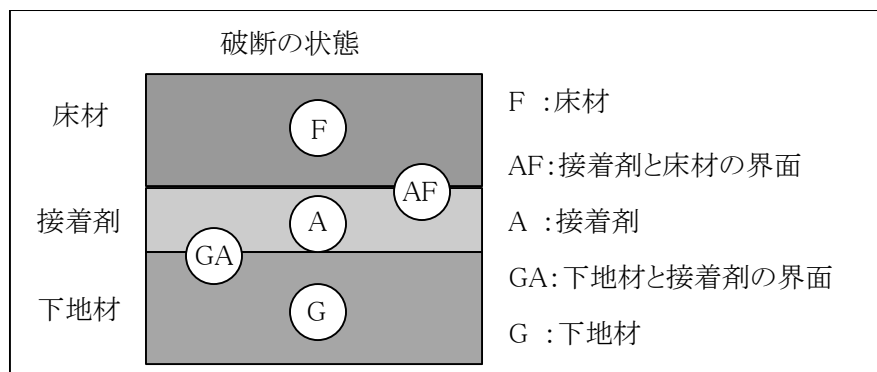 破断の状態
床材
F
AF
接着剤
A
GA
下地材
G
F :床材
AF:接着剤と床材の界面
A :接着剤
GA:下地材と接着剤の界面
G :下地材